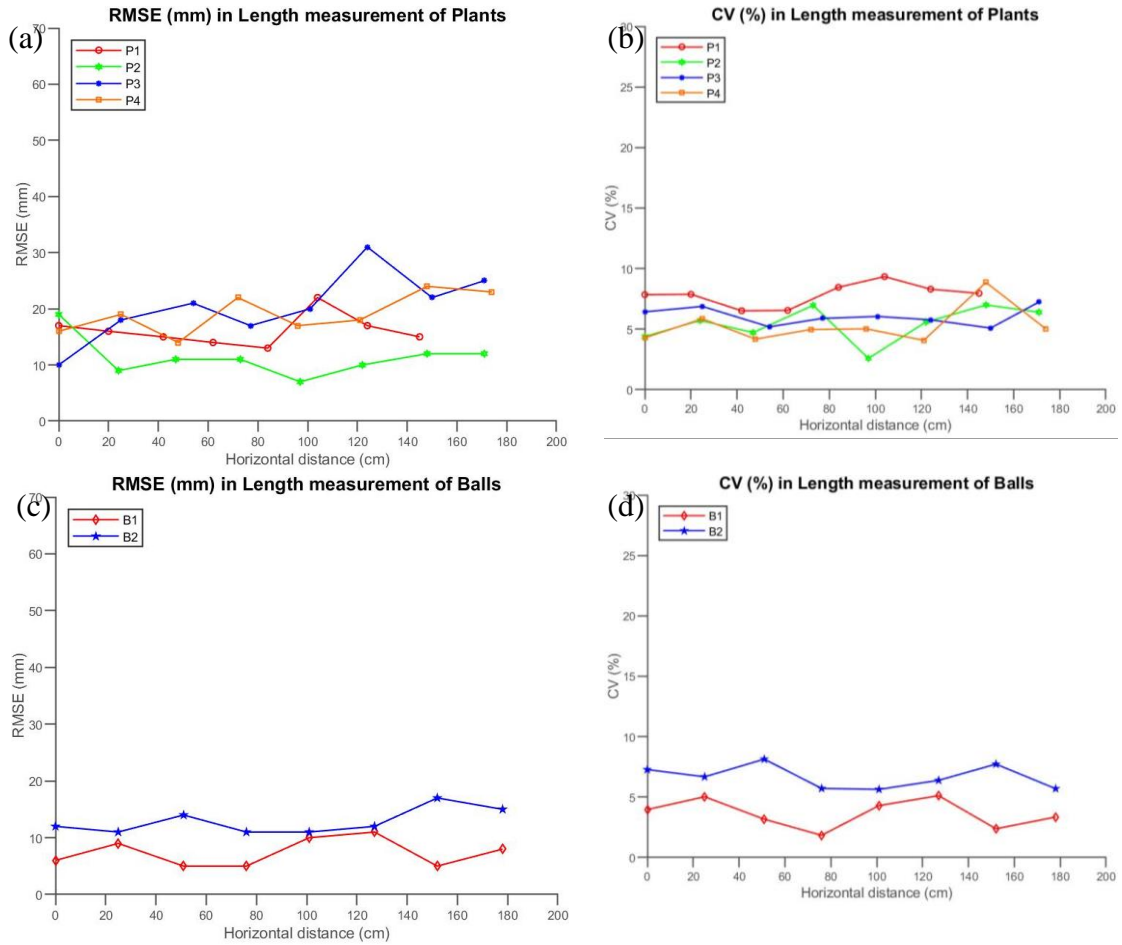 (a)
RMSE (mm) in Length measurement of Plants
P1
P2
P3
P4
70
60
50
40
30
20
10
0
RMSE (mm)
0 20 40 60 80 100 120 140 160 180 200
Horizontal distance (cm)
(b)
CV (%) in Length measurement of Plants
P1
P2
P3
P4
30
25
20
15
10
5
0
CV (%)
0 20 40 60 80 100 120 140 160 180 200
Horizontal distance (cm)
(c)
RMSE (mm) in Length measurement of Balls
B1
B2
70
60
50
40
30
20
10
0
RMSE (mm)
0 20 40 60 80 100 120 140 160 180 200
Horizontal distance (cm)
(d)
CV (%) in Length measurement of Balls
B1
B2
30
25
20
15
10
5
0
CV (%)
0 20 40 60 80 100 120 140 160 180 200
Horizontal distance (cm)